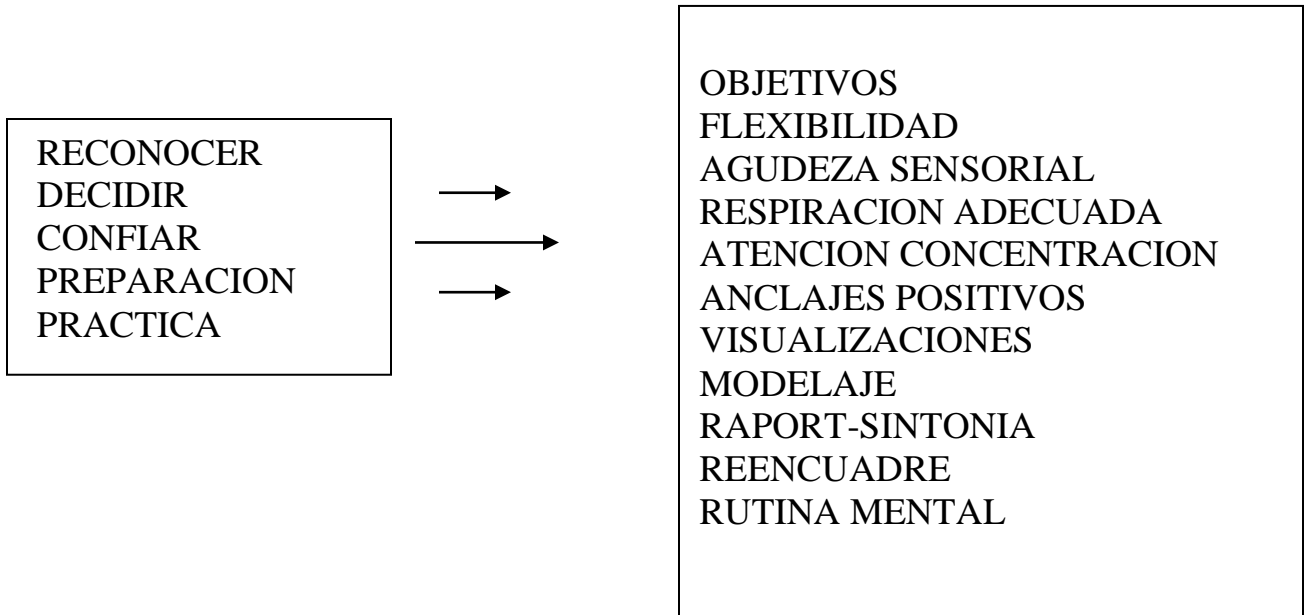 RECONOCER
DECIDIR
CONFIAR
PREPARACION
PRACTICA
OBJETIVOS
FLEXIBILIDAD
AGUDEZA SENSORIAL
RESPIRACION ADECUADA
ATENCION CONCENTRACION
ANCLAJES POSITIVOS
VISUALIZACIONES
MODELAJE
RAPORT-SINTONIA
REENCUADRE
RUTINA MENTAL